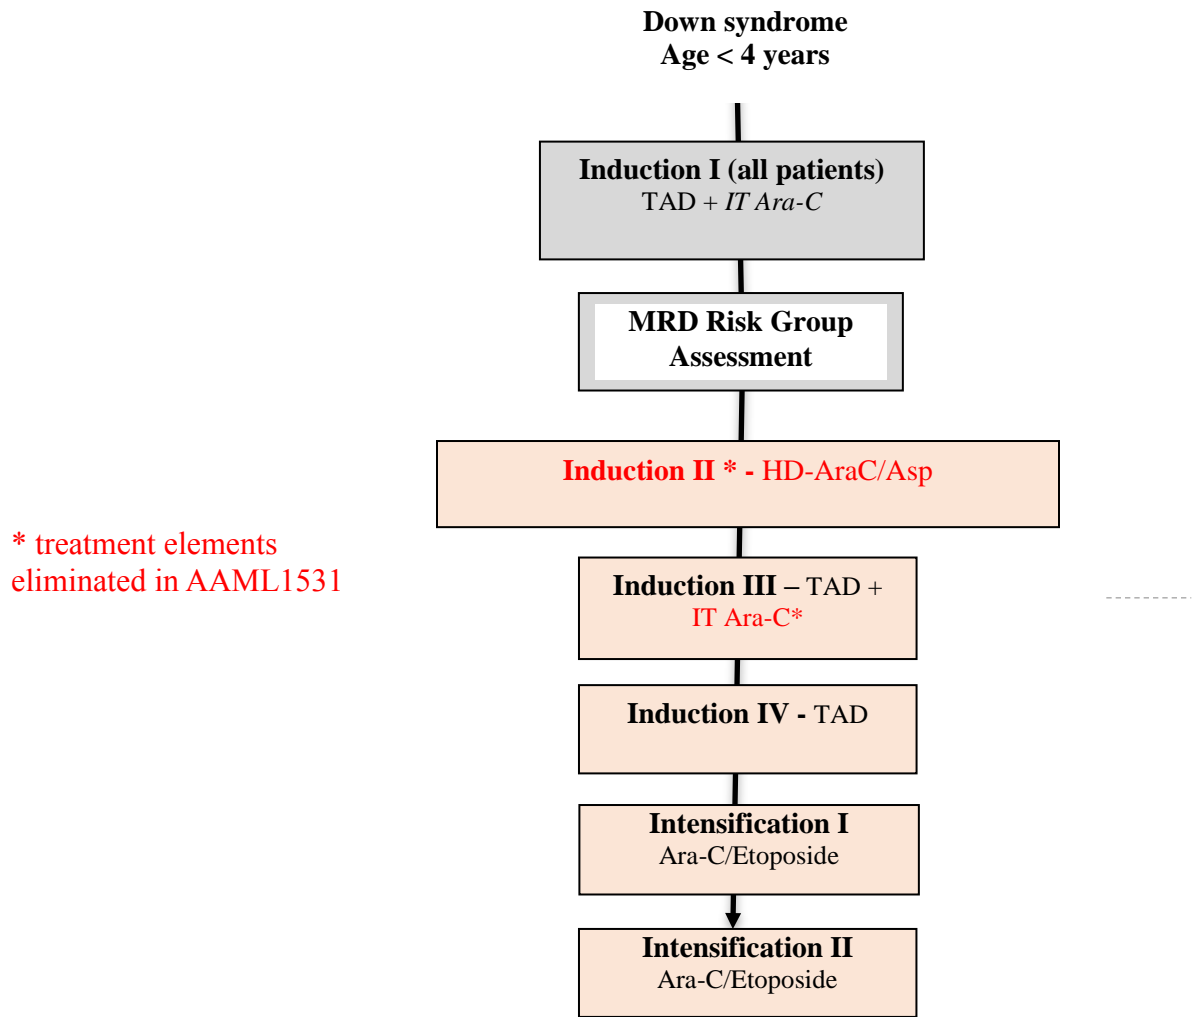 Down syndrome
Age < 4 years
Induction I (all patients)
TAD + IT Ara-C
MRD Risk Group
Assessment
Induction II * - HD-AraC/Asp
* treatment elements
eliminated in AAML1531
Induction III – TAD +
IT Ara-C*
Induction IV - TAD
Intensification I
Ara-C/Etoposide
Intensification II
Ara-C/Etoposide